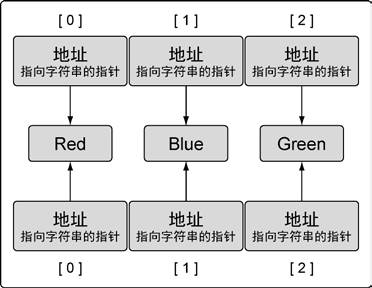 [0] [1] [2]
地址 地址 地址
指向字符串的指针 指向字符串的指针 指向字符串的指针
Red Blue Green
地址 地址 地址
指向字符串的指针 指向字符串的指针 指向字符串的指针
[0] [1] [2]